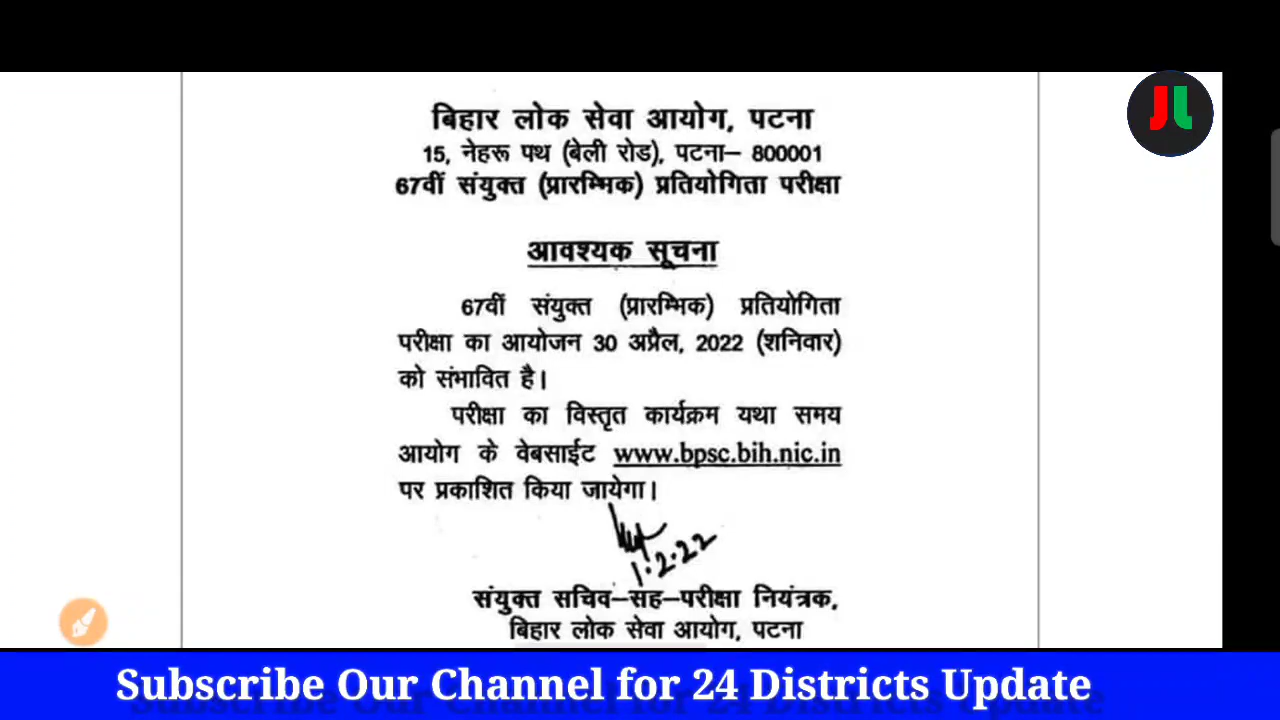 बिहार लोक सेवा आयोग, पटना
15, नेहरू पथ (बेली रोड), पटना– 800001
67वीं संयुक्त (प्रारम्भिक) प्रतियोगिता परीक्षा
आवश्यक सूचना
67वीं संयुक्त (प्रारम्भिक) प्रतियोगिता
परीक्षा का आयोजन 30 अप्रैल, 2022 (शनिवार)
को संभावित है।
परीक्षा का विस्तृत कार्यक्रम यथा समय
आयोग के वेबसाईट www.bpsc.bih.nic.in
पर प्रकाशित किया जायेगा।
1.2.22
संयुक्त सचिव–सह–परीक्षा नियंत्रक,
बिहार लोक सेवा आयोग, पटना
Subscribe Our Channel for 24 Districts Update